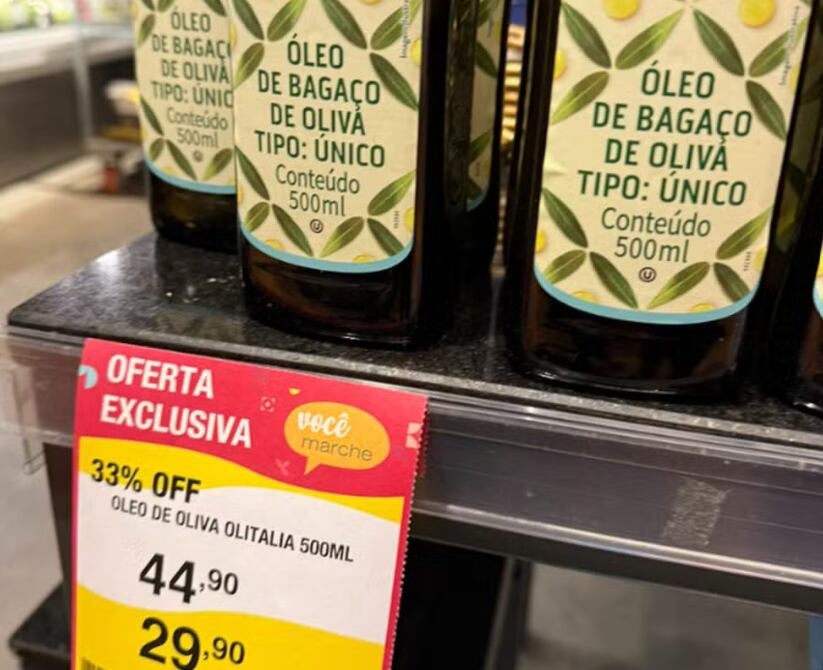 ÓLEO
DE BAGAÇO
DE OLIVA
TIPO: ÚNICO
Conteúdo
500ml
ÓLEO
DE BAGAÇO
DE OLIVA
TIPO: ÚNICO
Conteúdo
500ml
U
ÓLEO
DE BAGAÇO
DE OLIVA
TIPO: ÚNICO
Conteúdo
500ml
U
OFERTA
EXCLUSIVA
você
marche
33% OFF
OLEO DE OLIVA OLITALIA 500ML
44,90
29,90